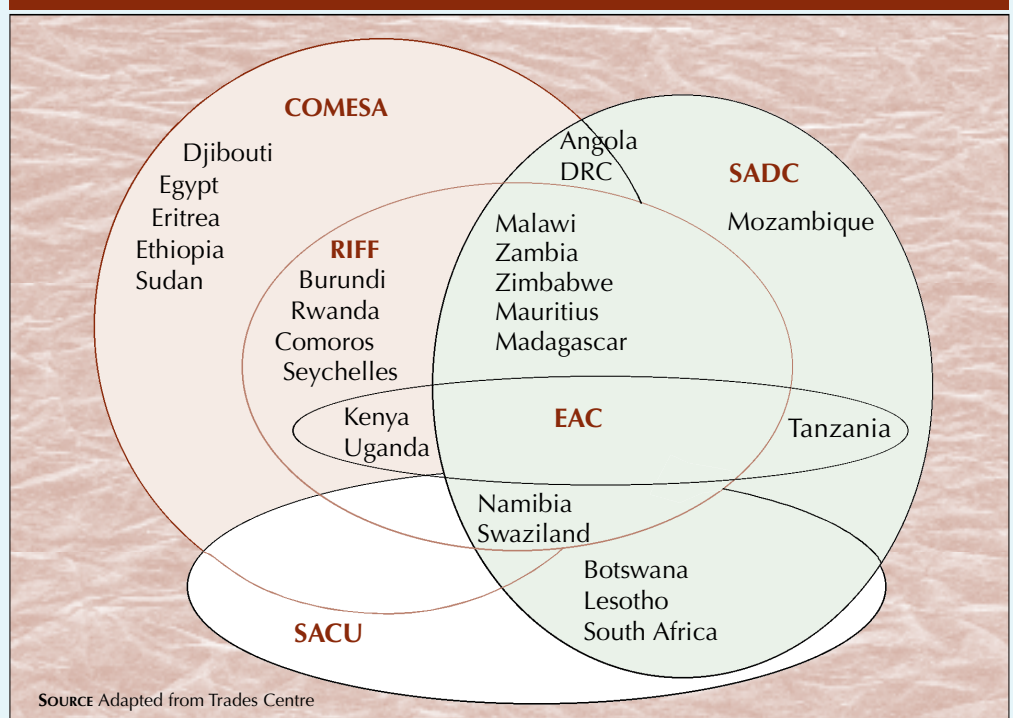 COMESA
Djibouti
Egypt
Eritrea
Ethiopia
Sudan
RIFF
Burundi
Rwanda
Comoros
Seychelles
Kenya
Uganda
Angola
DRC
Malawi
Zambia
Zimbabwe
Mauritius
Madagascar
SADC
Mozambique
EAC
Tanzania
Namibia
Swaziland
Botswana
Lesotho
South Africa
SACU
SOURCE Adapted from Trades Centre